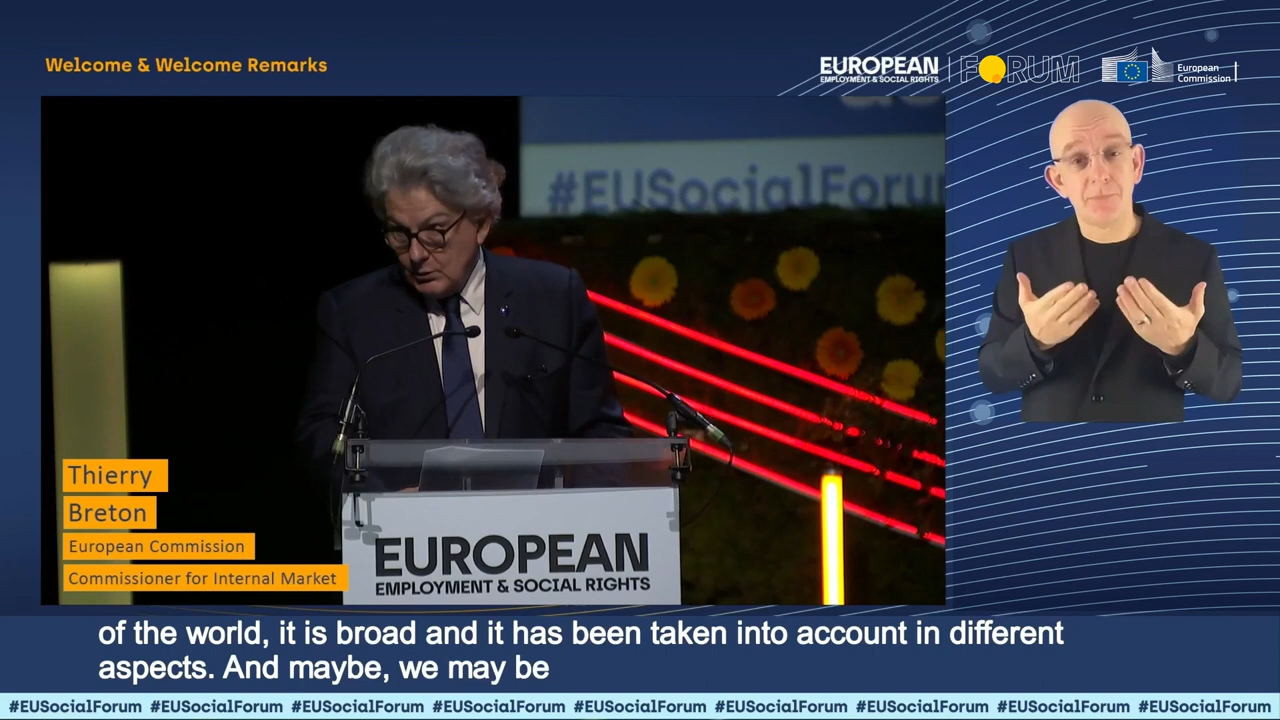 Welcome & Welcome Remarks
EUROPEAN
EMPLOYMENT & SOCIAL RIGHTS
FORUM
European
Commission
#EUSocialForu
Thierry
Breton
European Commission
Commissioner for Internal Market
EUROPEAN
EMPLOYMENT & SOCIAL RIGHTS
of the world, it is broad and it has been taken into account in different
aspects. And maybe, we may be
#EUSocialForum #EUSocialForum #EUSocialForum #EUSocialForum #EUSocialForum #EUSocialForum #EUSocialForum #EUSocialForum #EUSocialForum